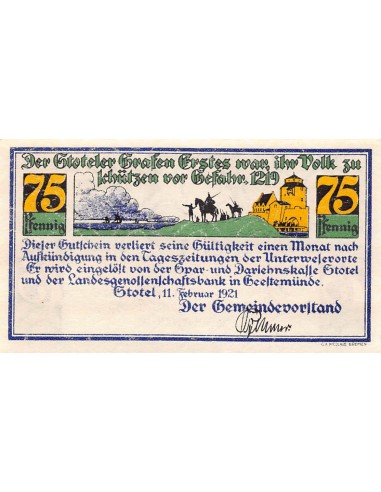 Der Stoteler Grafen Erstes war, ihr Volk zu
schützen vor Gefahr. 1219
75 75
Pfennig Pfennig
Dieser Gutschein verliert seine Gültigkeit einen Monat nach
Aufkündigung in den Tageszeitungen der Unterweserorte
Er wird eingelöst von der Spar- und Darlehnskasse Stotel
und der Landesgenossenschaftsbank in Geestemünde.
Stotel, 11. Februar 1921
Der Gemeindevorstand
BREMEN